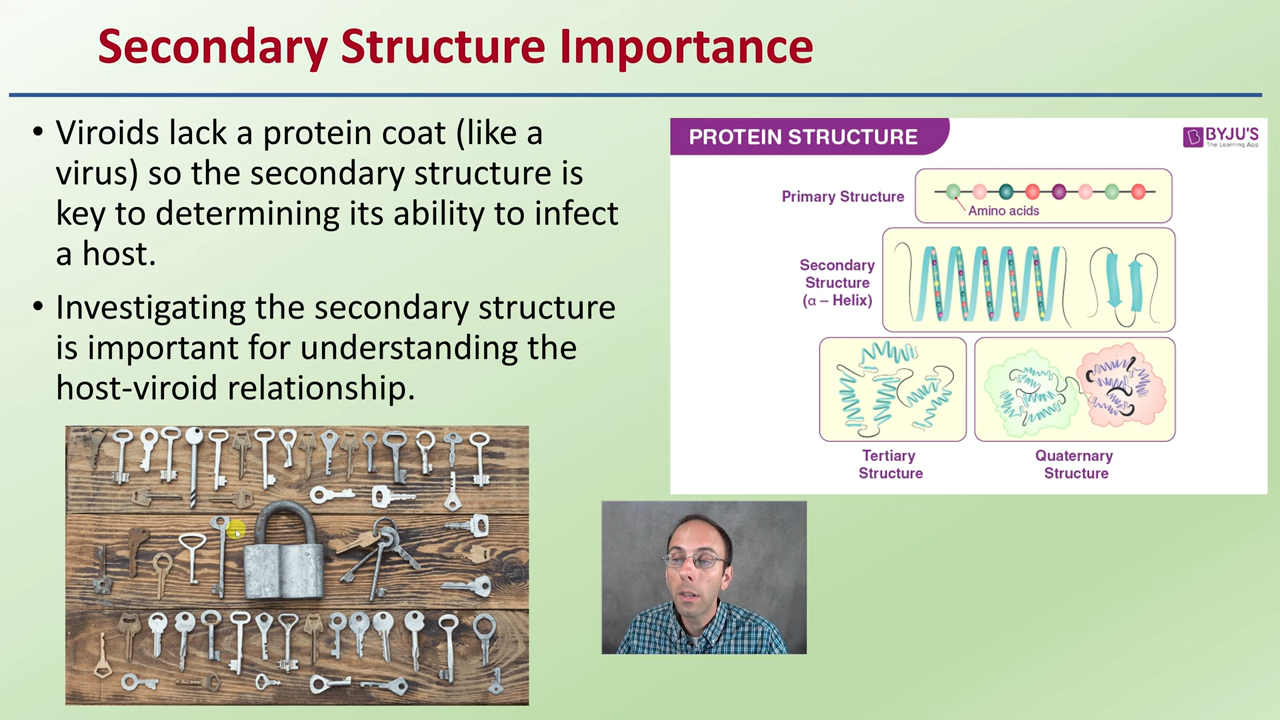 Secondary Structure Importance
• Viroids lack a protein coat (like a
virus) so the secondary structure is
key to determining its ability to infect
a host.
• Investigating the secondary structure
is important for understanding the
host-viroid relationship.
PROTEIN STRUCTURE
BYJU'S
The Learning App
Primary Structure
Amino acids
Secondary
Structure
(α – Helix)
Tertiary
Structure
Quaternary
Structure